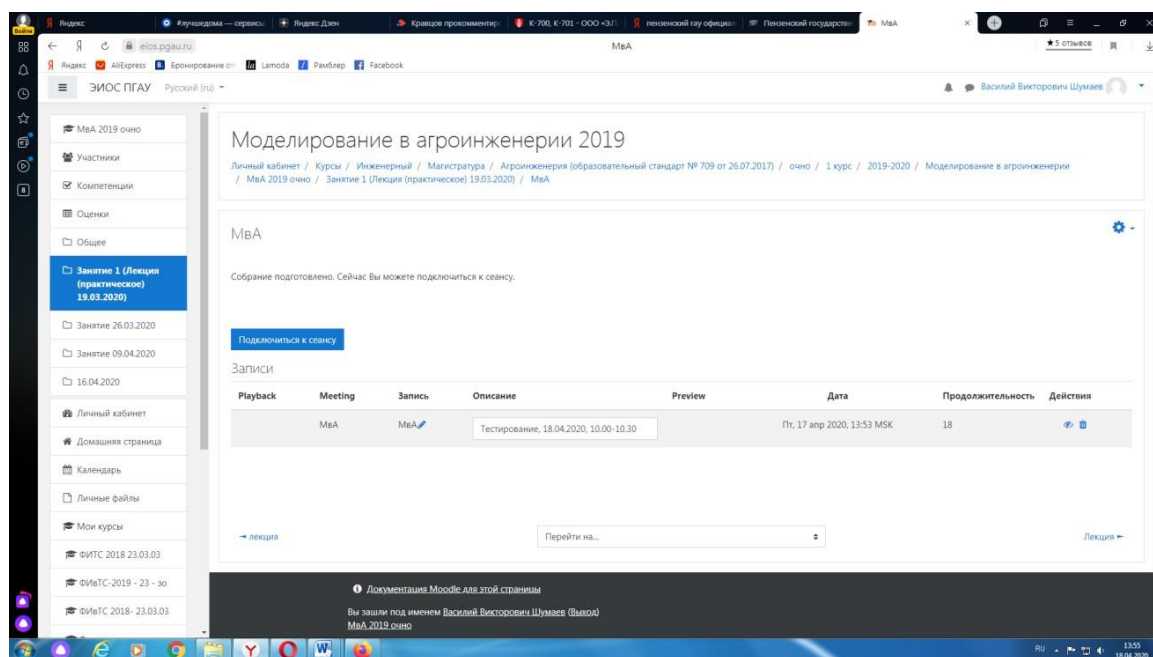 Войти
Яндекс
#лучшедома — сервисы
Яндекс Дзен
Кравцов прокомментир
К-700, К-701 - ООО «ЗЛ
пензенский гау официал
Пензенский государстве
МвА
eios.pgau.ru
МвА
★ 5 отзывов
Яндекс
AliExpress
Бронирование от
Lamoda
Рамблер
Facebook
ЭИОС ПГАУ
Русский (ru)
Василий Викторович Шумаев
МвА 2019 очно
Участники
Компетенции
Оценки
Общее
Занятие 1 (Лекция
(практическое)
19.03.2020)
Занятие 26.03.2020
Занятие 09.04.2020
16.04.2020
Личный кабинет
Домашняя страница
Календарь
Личные файлы
Мои курсы
ФИТС 2018 23.03.03
ФИвТС-2019 - 23 - зо
ФИвТС 2018- 23.03.03
Моделирование в агроинженерии 2019
Личный кабинет / Курсы / Инженерный / Магистратура / Агроинженерия (образовательный стандарт № 709 от 26.07.2017) / очно / 1 курс / 2019-2020 / Моделирование в агроинженерии
/ МвА 2019 очно / Занятие 1 (Лекция (практическое) 19.03.2020) / МвА
МвА
Собрание подготовлено. Сейчас Вы можете подключиться к сеансу.
Подключиться к сеансу
Записи
Playback Meeting Запись Описание Preview Дата Продолжительность Действия
МвА МвА Тестирование, 18.04.2020, 10.00-10.30 Пт, 17 апр 2020, 13:53 MSK 18
◄ лекция
Перейти на...
Лекция ►
Документация Moodle для этой страницы
Вы зашли под именем Василий Викторович Шумаев (Выход)
МвА 2019 очно
RU
13:55
18.04.2020